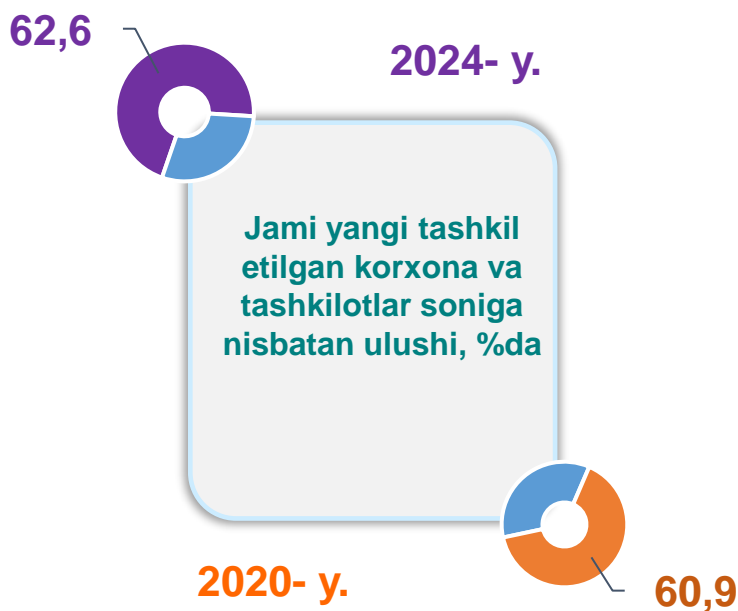 62,6
2024- y.
Jami yangi tashkil
etilgan korxona va
tashkilotlar soniga
nisbatan ulushi, %da
2020- y.
60,9